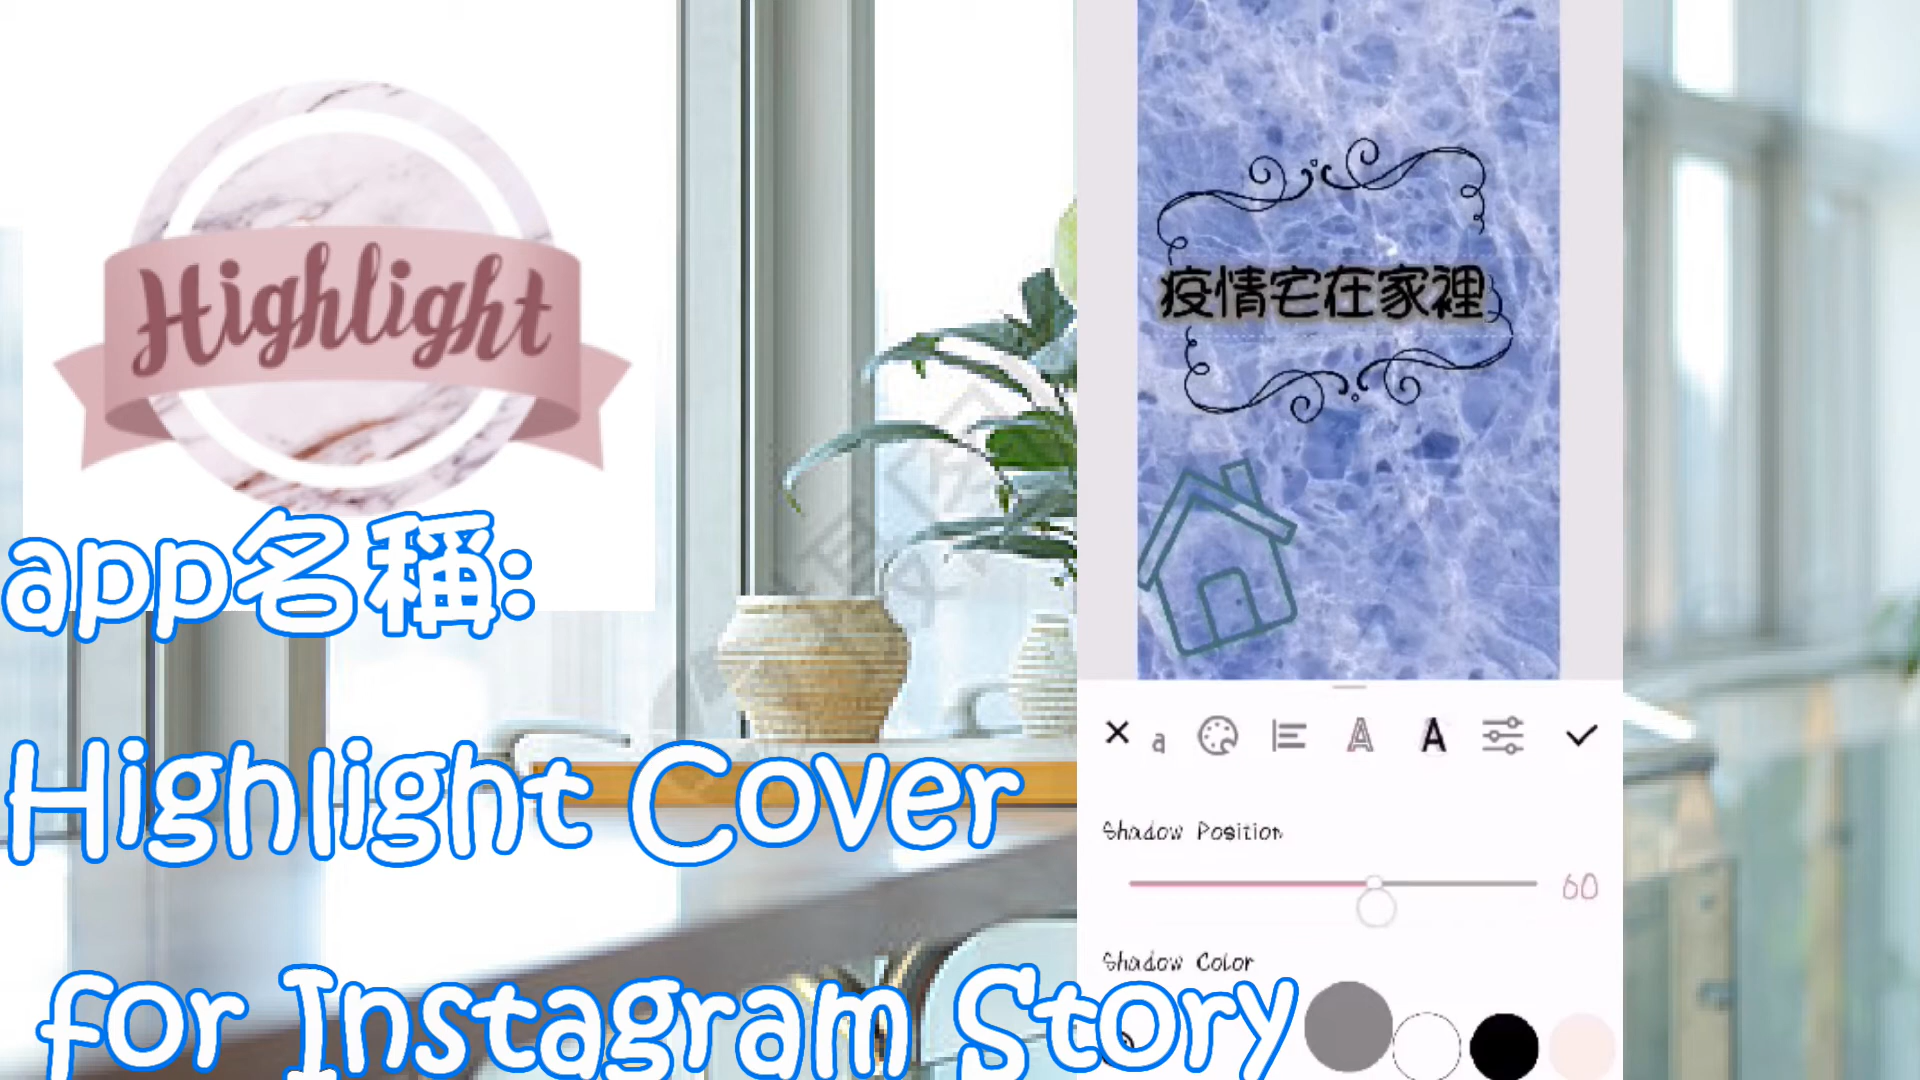 Highlight
app名稱:
Highlight Cover
for Instagram Story
疫情宅在家裡
a
A
A
Shadow Position
60
Shadow Color